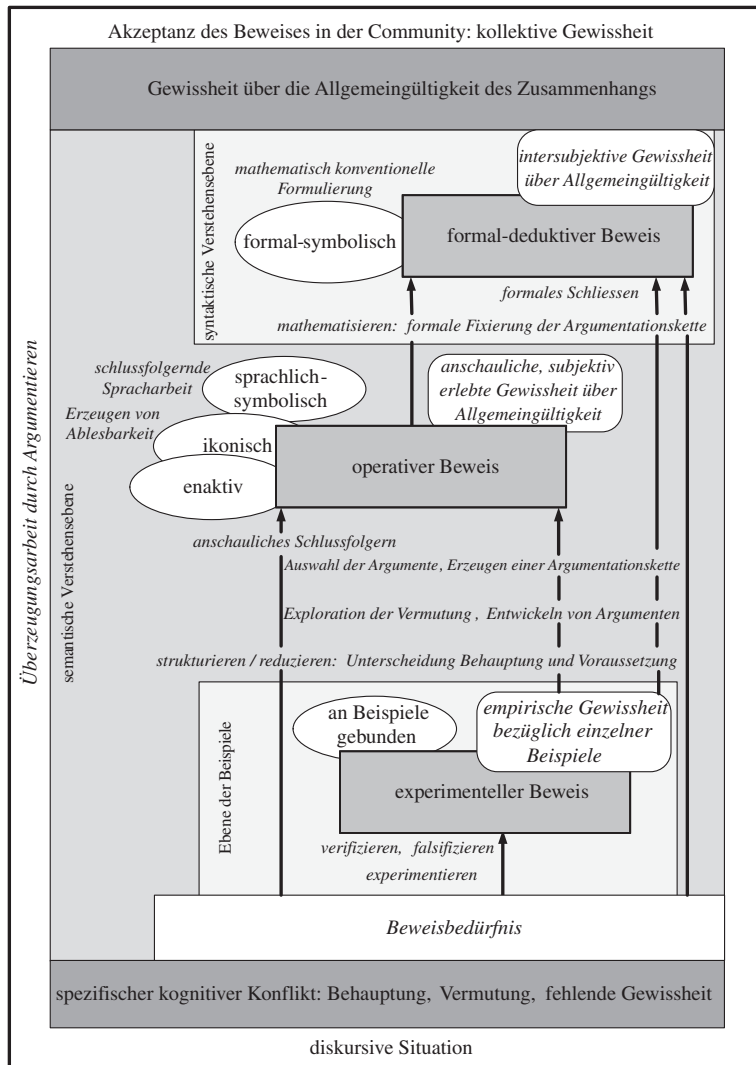 Akzeptanz des Beweises in der Community: kollektive Gewissheit
Gewissheit über die Allgemeingültigkeit des Zusammenhangs
Überzeugungsarbeit durch Argumentieren
semantische Verstehensebene
syntaktische Verstehensebene
intersubjektive Gewissheit
über Allgemeingültigkeit
mathematisch konventionelle
Formulierung
formal-symbolisch
formal-deduktiver Beweis
formales Schliessen
mathematisieren: formale Fixierung der Argumentationskette
schlussfolgernde
Spracharbeit
sprachlich-
symbolisch
anschauliche, subjektiv
erlebte Gewissheit über
Allgemeingültigkeit
Erzeugen von
Ablesbarkeit
ikonisch
enaktiv
operativer Beweis
anschauliches Schlussfolgern
Auswahl der Argumente, Erzeugen einer Argumentationskette
Exploration der Vermutung , Entwickeln von Argumenten
strukturieren / reduzieren: Unterscheidung Behauptung und Voraussetzung
Ebene der Beispiele
an Beispiele
gebunden
empirische Gewissheit
bezüglich einzelner
Beispiele
experimenteller Beweis
verifizieren, falsifizieren
experimentieren
Beweisbedürfnis
spezifischer kognitiver Konflikt: Behauptung, Vermutung, fehlende Gewissheit
diskursive Situation